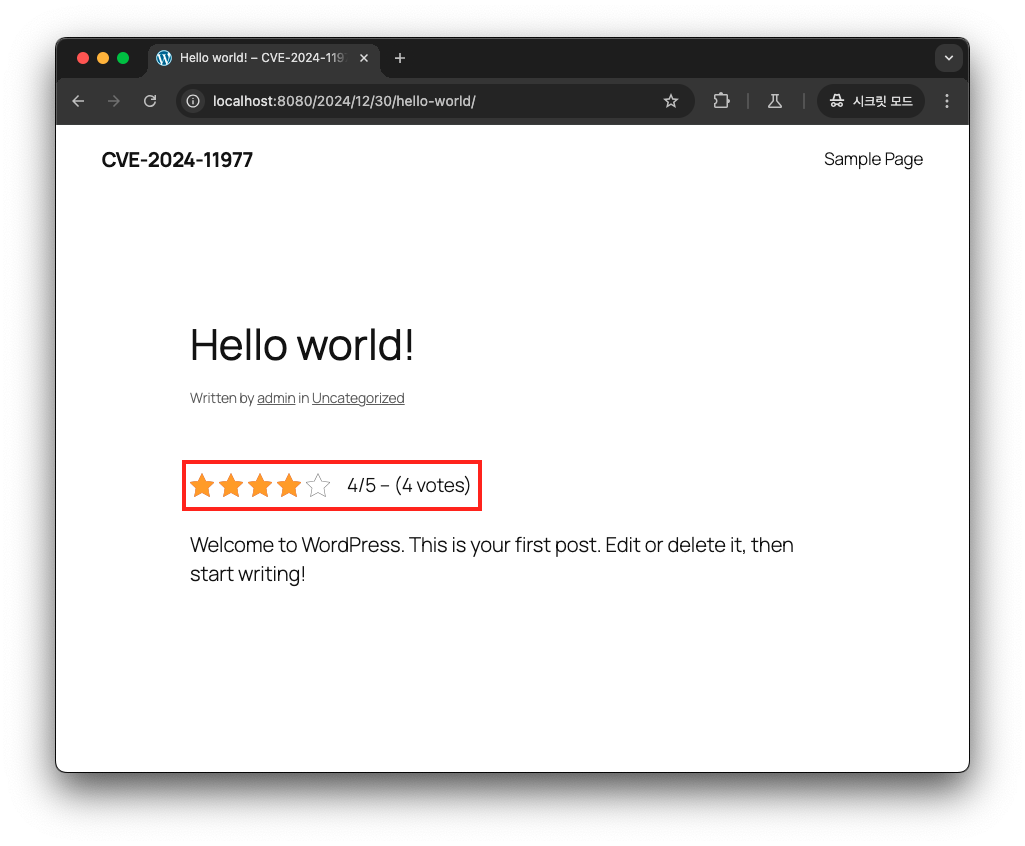 Hello world! – CVE-2024-119
localhost:8080/2024/12/30/hello-world/
시크릿 모드
CVE-2024-11977
Sample Page
Hello world!
Written by admin in Uncategorized
4/5 – (4 votes)
Welcome to WordPress. This is your first post. Edit or delete it, then
start writing!